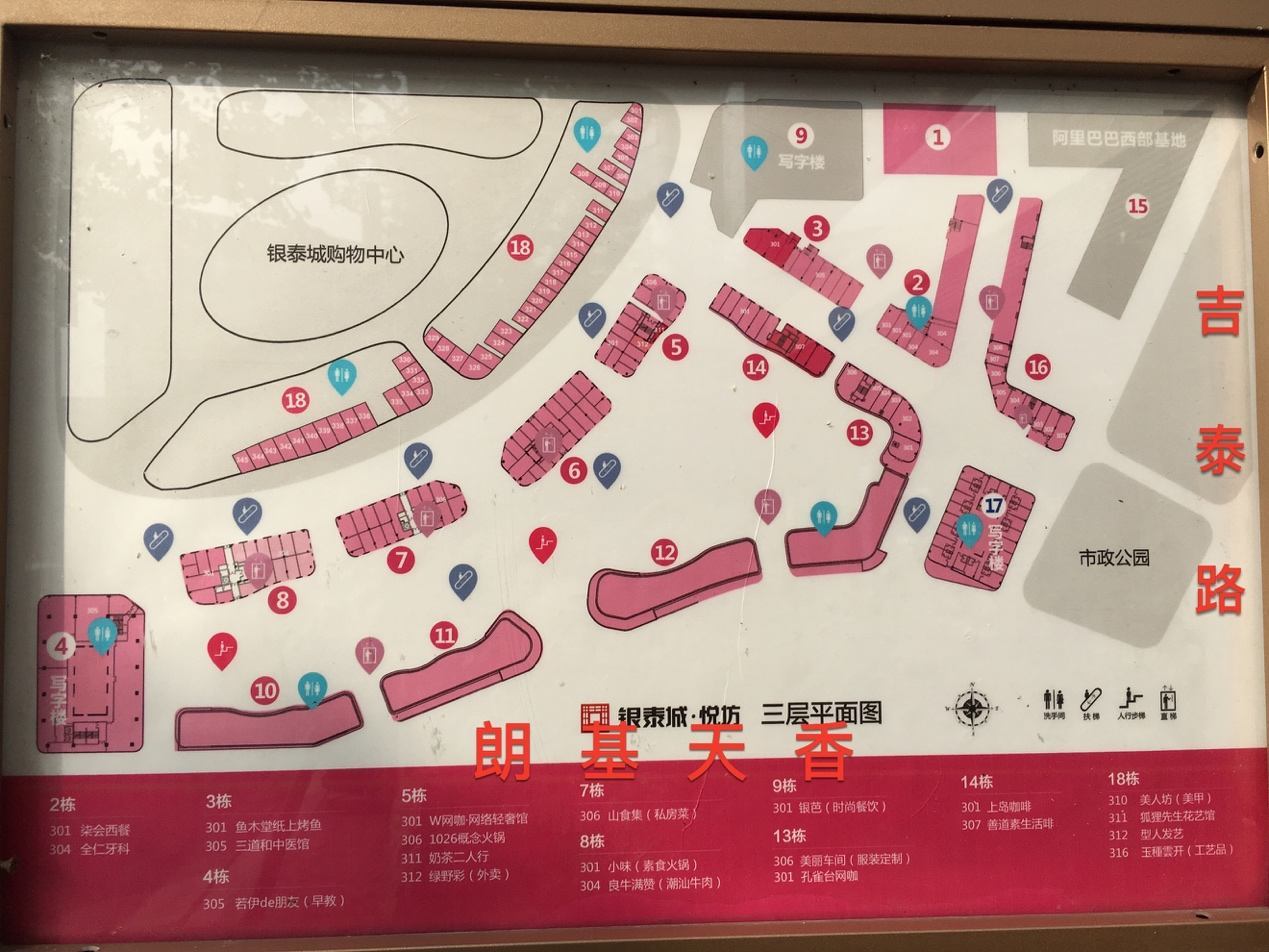 阿里巴巴西部基地
9
写字楼
1
15
3
银泰城购物中心
18
2
吉
泰
路
5
14
16
18
13
6
17
写字楼
7
12
市政公园
8
4
写字楼
11
10
银泰城·悦坊 三层平面图
洗手间 扶梯 人行步梯 直梯
朗基天香
2栋
301 柒会西餐
304 全仁牙科
3栋
301 鱼木堂纸上烤鱼
305 三道和中医馆
4栋
305 若伊de朋友（早教）
5栋
301 W网咖·网络轻奢馆
306 1026概念火锅
311 奶茶二人行
312 绿野彩（外卖）
7栋
306 山食集（私房菜）
8栋
301 小味（素食火锅）
304 良牛满赞（潮汕牛肉）
9栋
301 银芭（时尚餐饮）
13栋
306 美丽车间（服装定制）
301 孔雀台网咖
14栋
301 上岛咖啡
307 善道素生活啡
18栋
310 美人坊（美甲）
311 狐狸先生花艺馆
312 型人发艺
316 玉種雲开（工艺品）